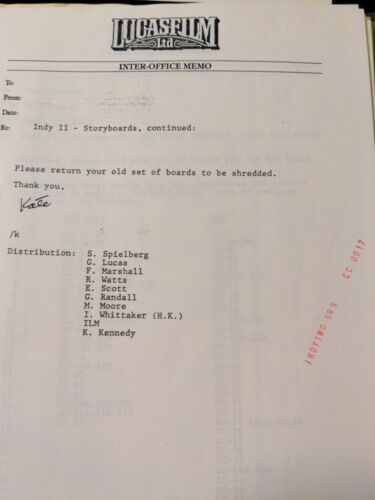 LUCASFILM
Ltd
INTER-OFFICE MEMO
To
From:
Date:
Re: Indy II - Storyboards, continued:
Please return your old set of boards to be shredded.
Thank you,
Kate
/k
Distribution: S. Spielberg
G. Lucas
F. Marshall
R. Watts
E. Scott
G. Randall
M. Moore
I. Whittaker (H.K.)
ILM
K. Kennedy
CC 0017